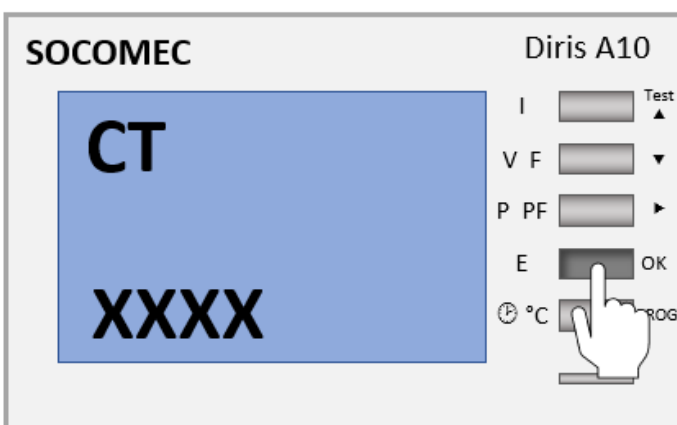 SOCOMEC Diris A10
CT
XXXX
I Test ▲
V F ▼
P PF ►
E OK
°C